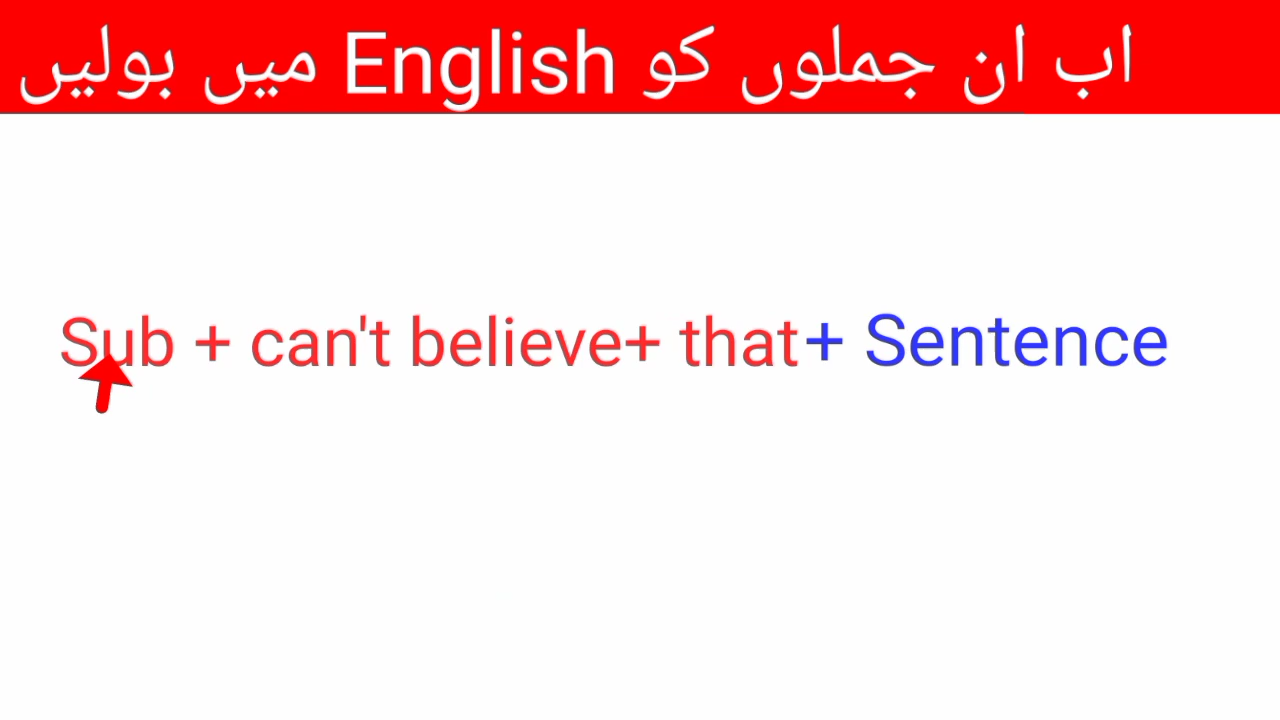 اب ان جملوں کو English میں بولیں
Sub + can't believe+ that+ Sentence